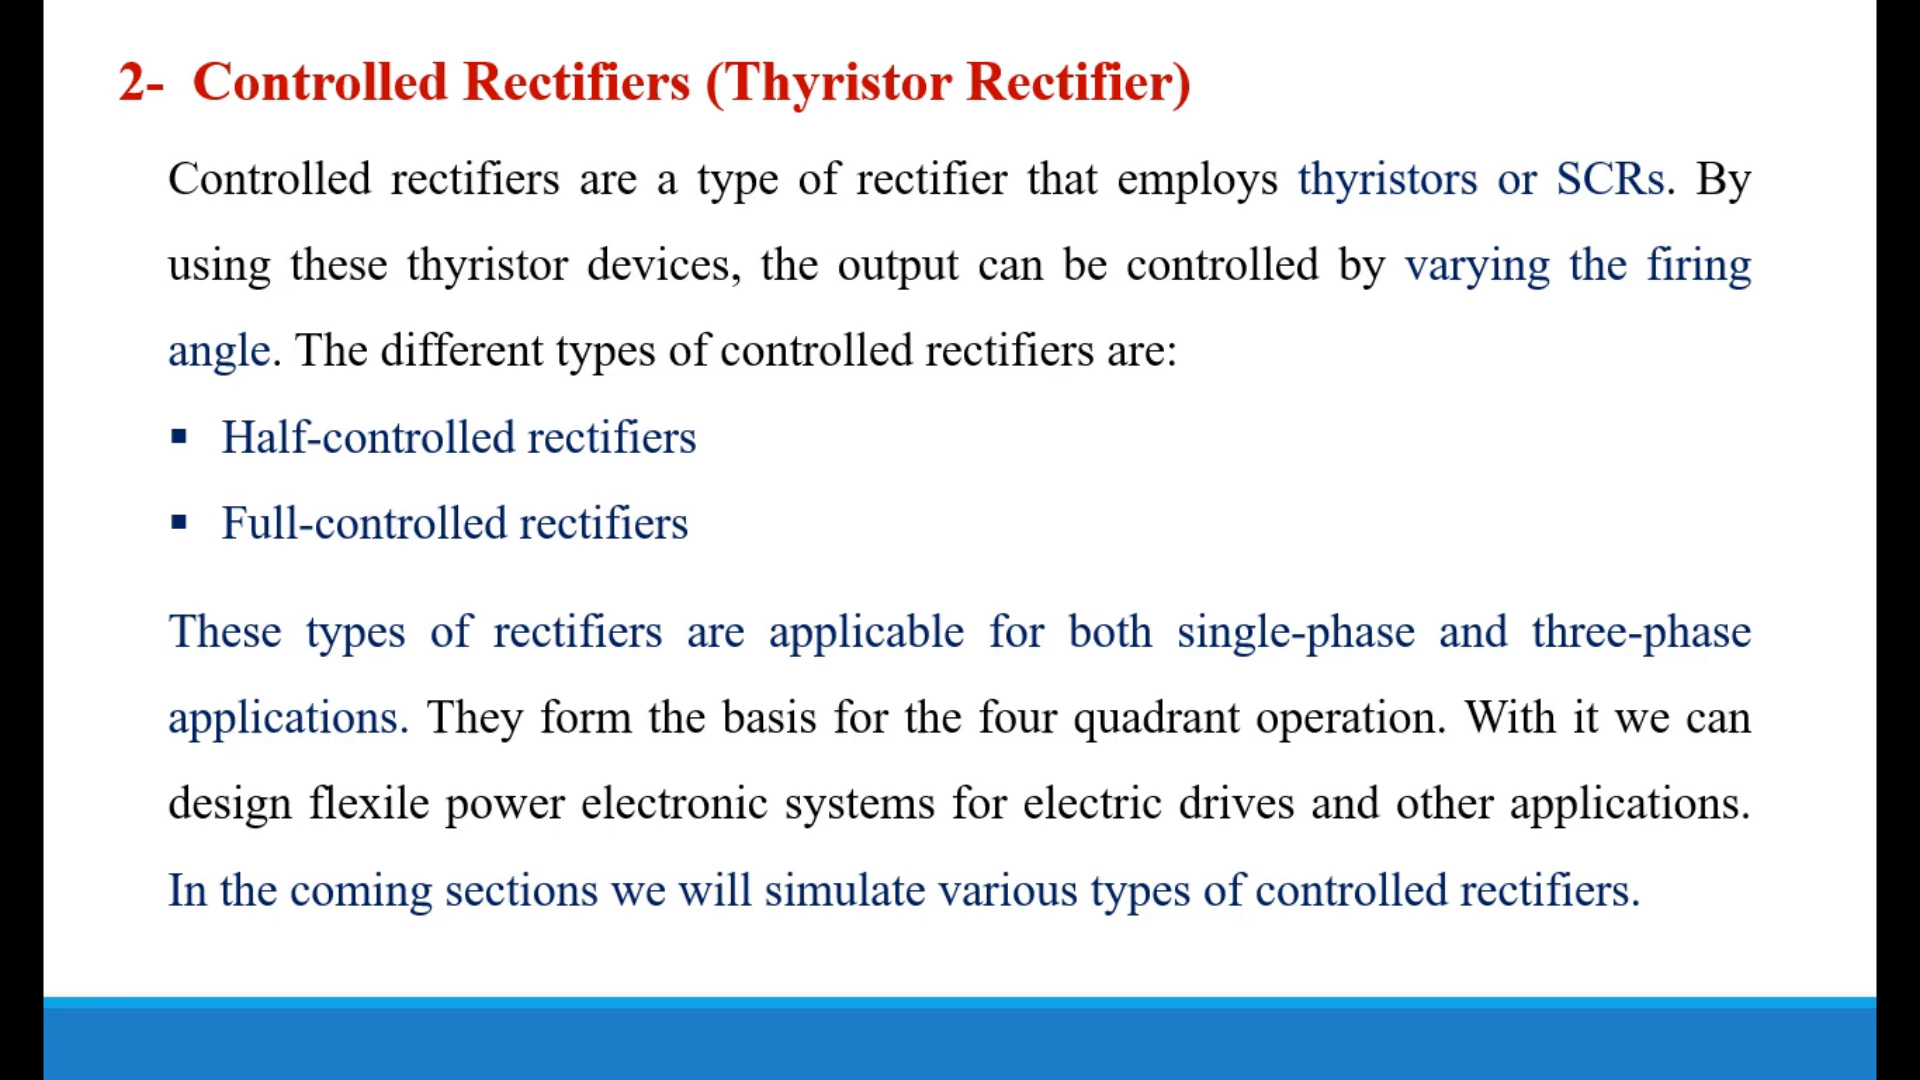 2- Controlled Rectifiers (Thyristor Rectifier)
Controlled rectifiers are a type of rectifier that employs thyristors or SCRs. By
using these thyristor devices, the output can be controlled by varying the firing
angle. The different types of controlled rectifiers are:
▪ Half-controlled rectifiers
▪ Full-controlled rectifiers
These types of rectifiers are applicable for both single-phase and three-phase
applications. They form the basis for the four quadrant operation. With it we can
design flexile power electronic systems for electric drives and other applications.
In the coming sections we will simulate various types of controlled rectifiers.